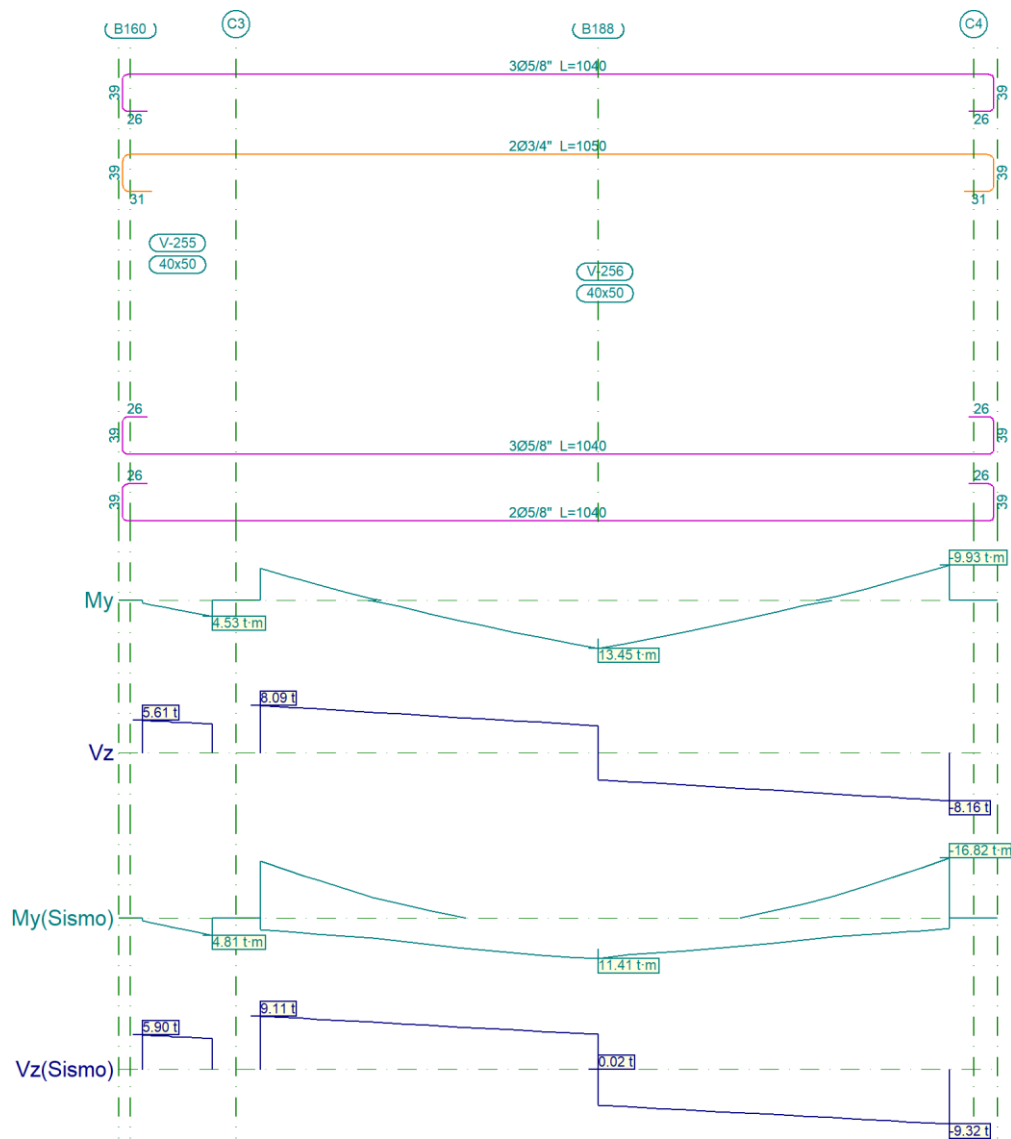 B160 C3 B188 C4
3Ø5/8" L=1040
39 39
26 26
2Ø3/4" L=1050
39 39
31 31
V-255
40x50
V-256
40x50
26 26
39 39
3Ø5/8" L=1040
26 26
39 39
2Ø5/8" L=1040
-9.93 t·m
My
4.53 t·m
13.45 t·m
5.61 t
8.09 t
Vz
-8.16 t
-16.82 t·m
My(Sismo)
4.81 t·m
11.41 t·m
5.90 t
9.11 t
Vz(Sismo)
0.02 t
-9.32 t